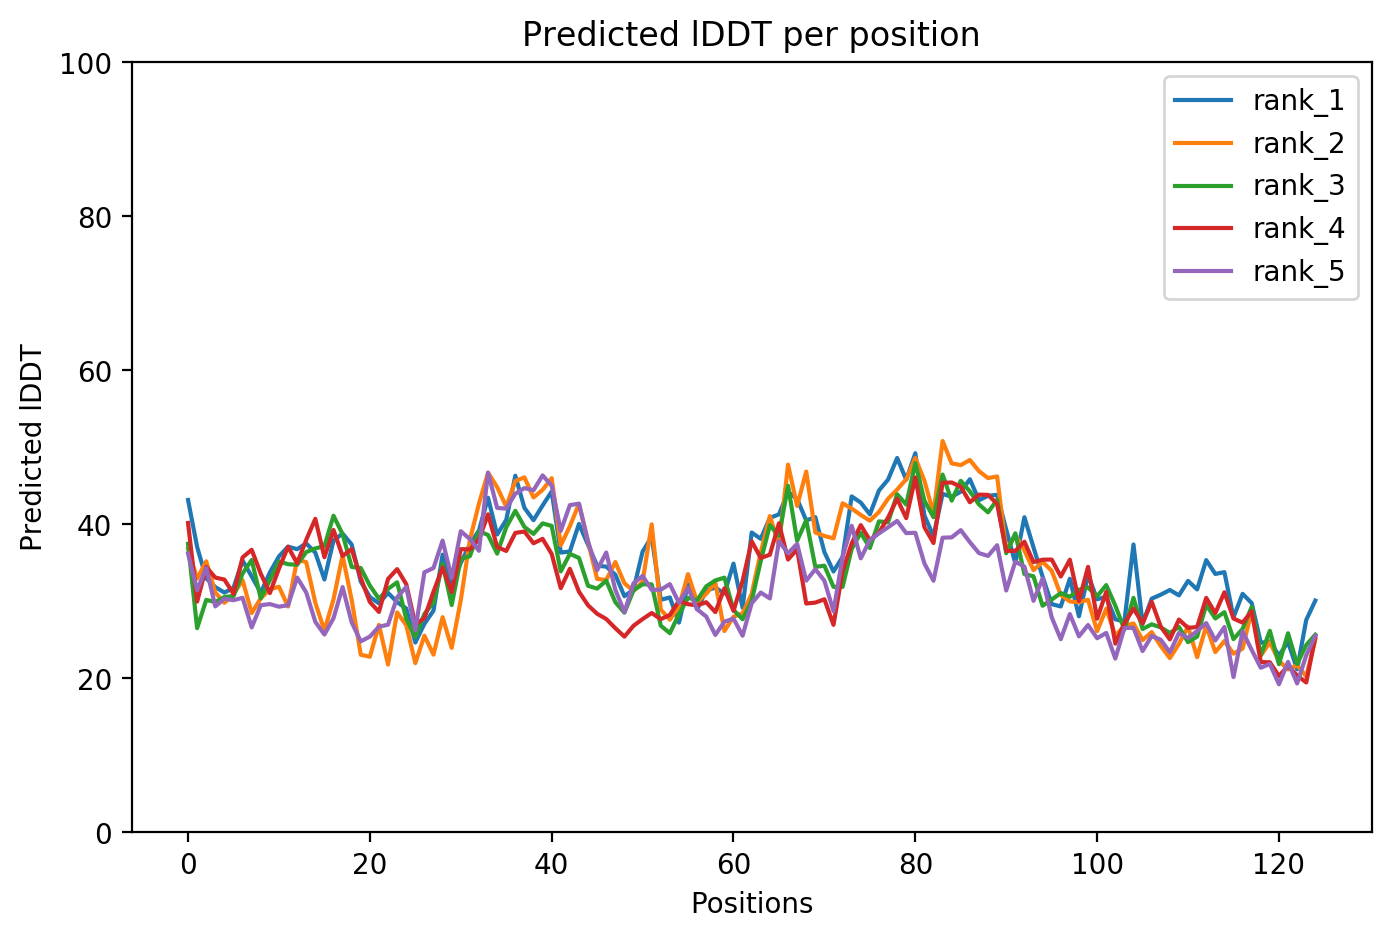 Predicted lDDT per position
100
80
60
40
20
0
Predicted lDDT
0 20 40 60 80 100 120
Positions
rank_1
rank_2
rank_3
rank_4
rank_5